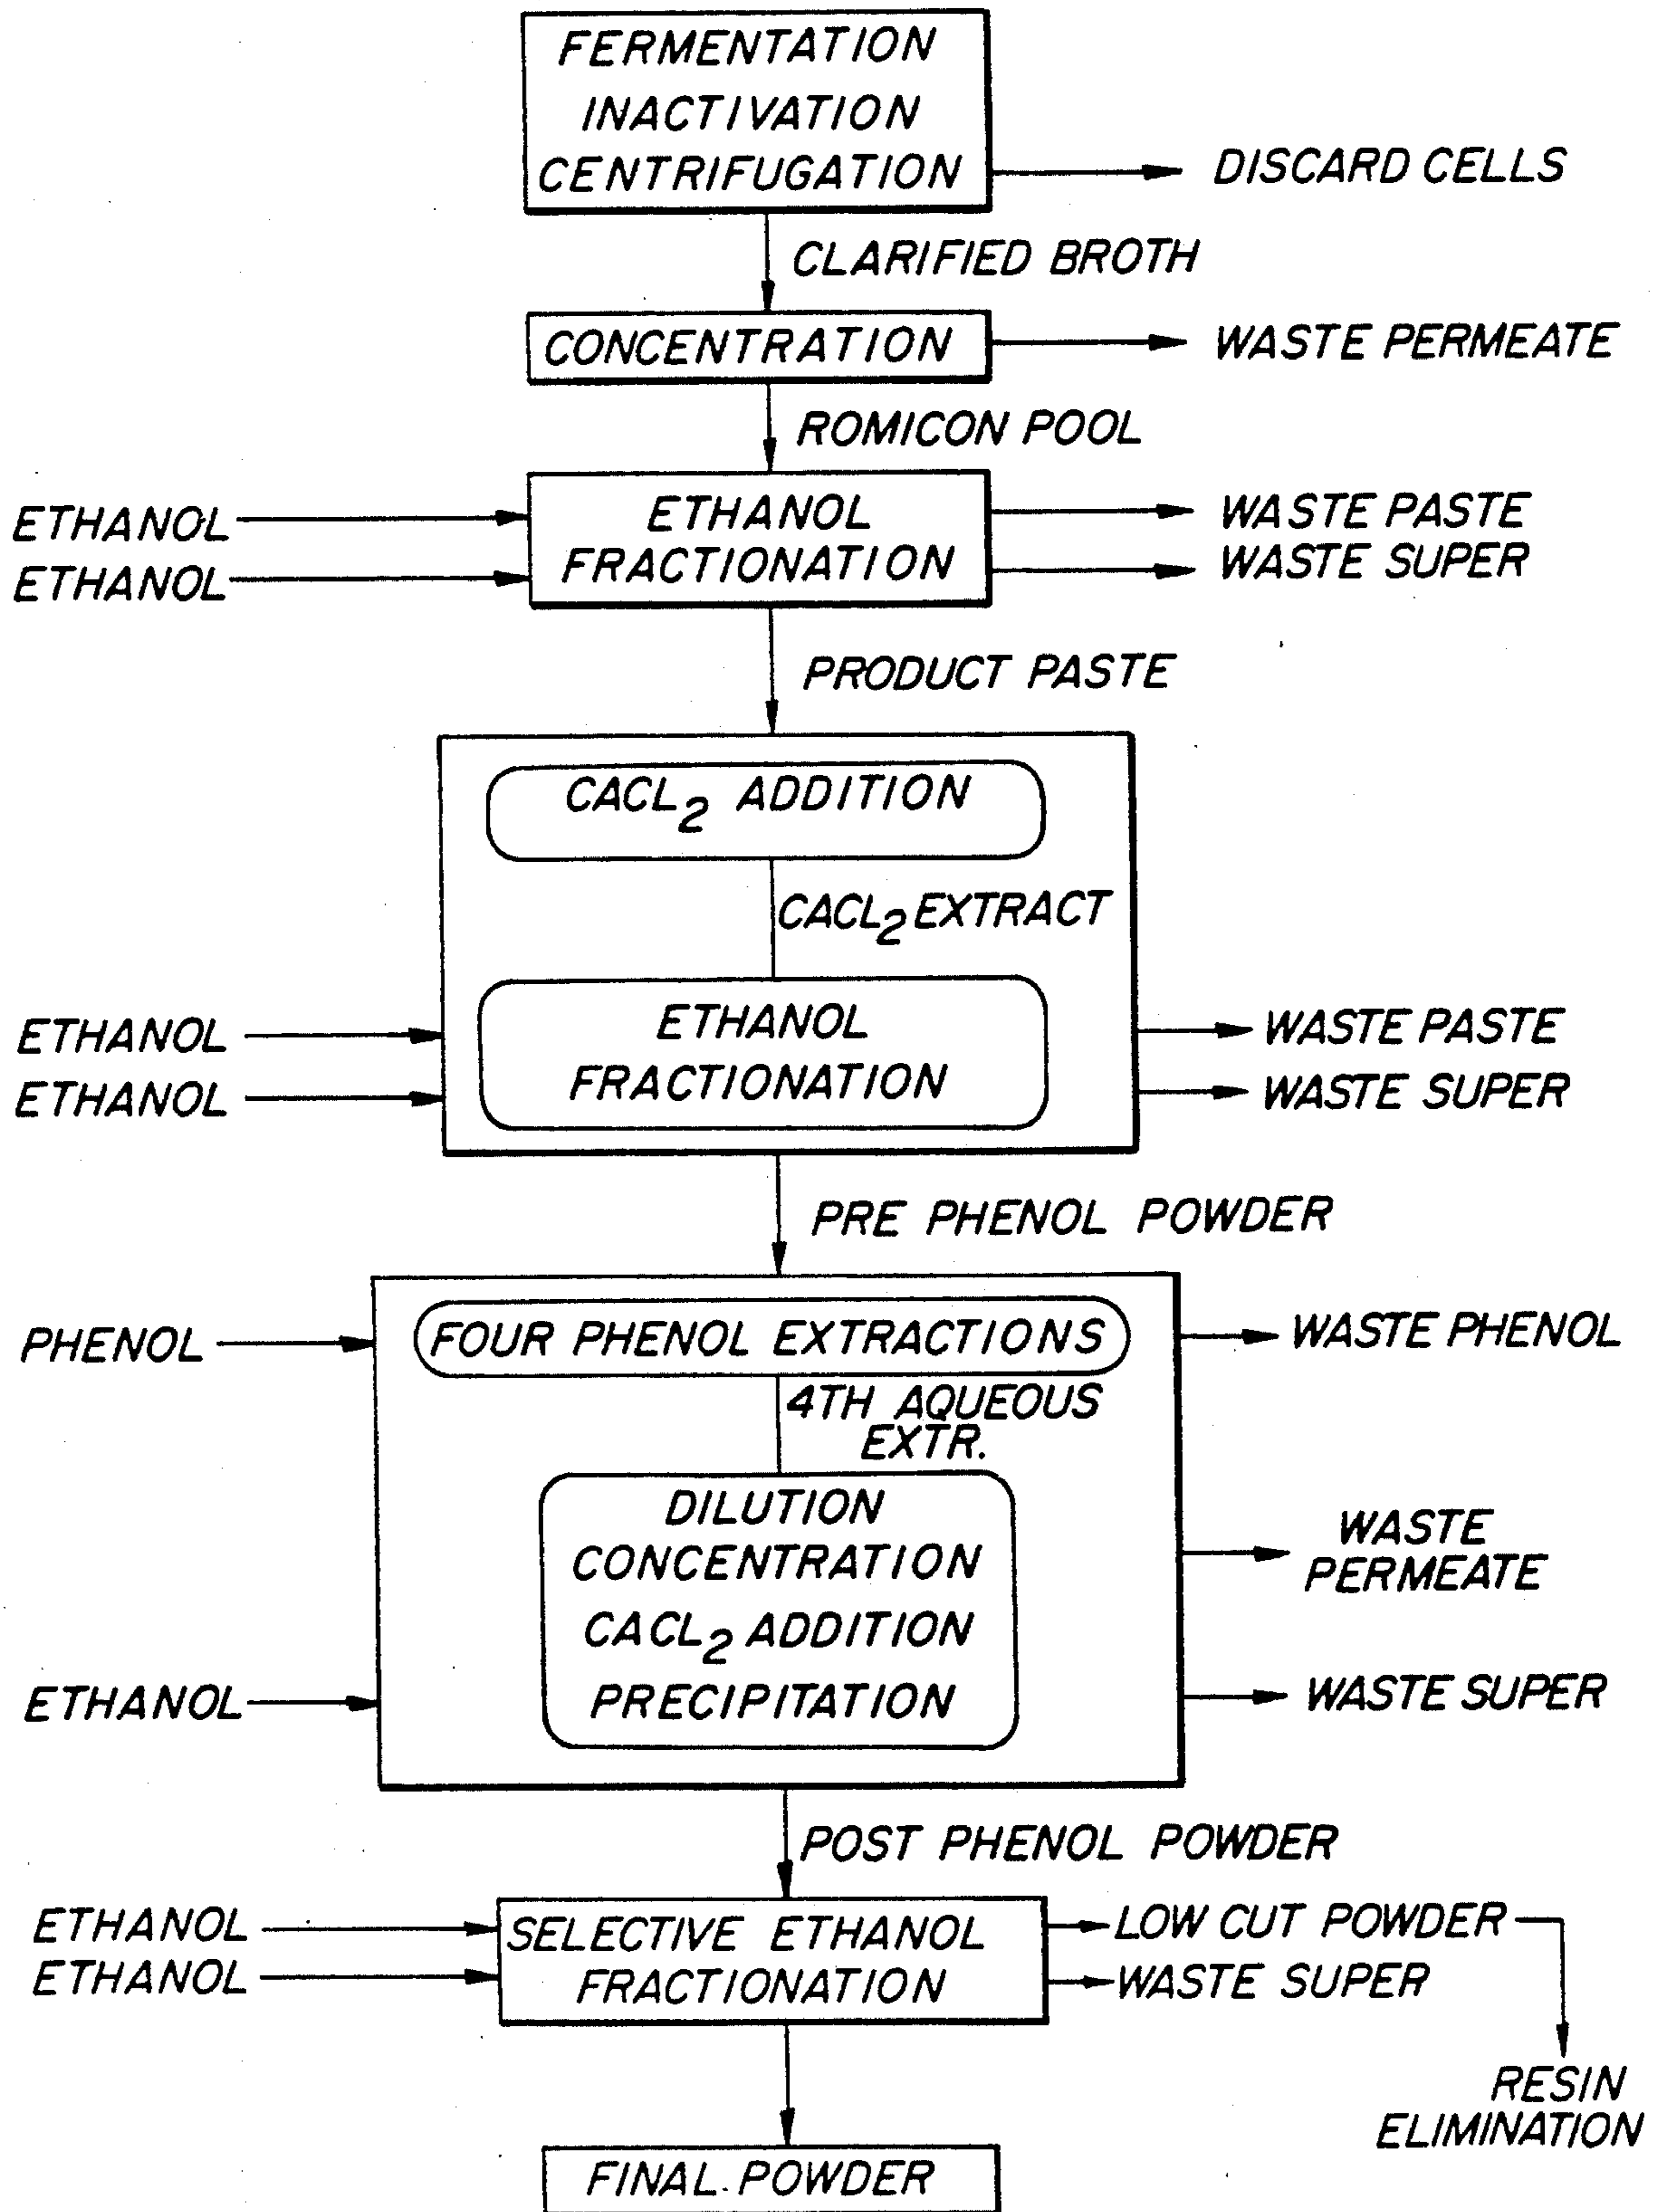 FERMENTATION
INACTIVATION
CENTRIFUGATION
DISCARD CELLS
CLARIFIED BROTH
CONCENTRATION
WASTE PERMEATE
ROMICON POOL
ETHANOL
ETHANOL
ETHANOL
FRACTIONATION
WASTE PASTE
WASTE SUPER
PRODUCT PASTE
CACL2 ADDITION
CACL2 EXTRACT
ETHANOL
ETHANOL
ETHANOL
FRACTIONATION
WASTE PASTE
WASTE SUPER
PRE PHENOL POWDER
PHENOL
FOUR PHENOL EXTRACTIONS
WASTE PHENOL
4TH AQUEOUS
EXTR.
DILUTION
CONCENTRATION
CACL2 ADDITION
PRECIPITATION
WASTE
PERMEATE
ETHANOL
WASTE SUPER
POST PHENOL POWDER
ETHANOL
ETHANOL
SELECTIVE ETHANOL
FRACTIONATION
LOW CUT POWDER
WASTE SUPER
RESIN
ELIMINATION
FINAL POWDER